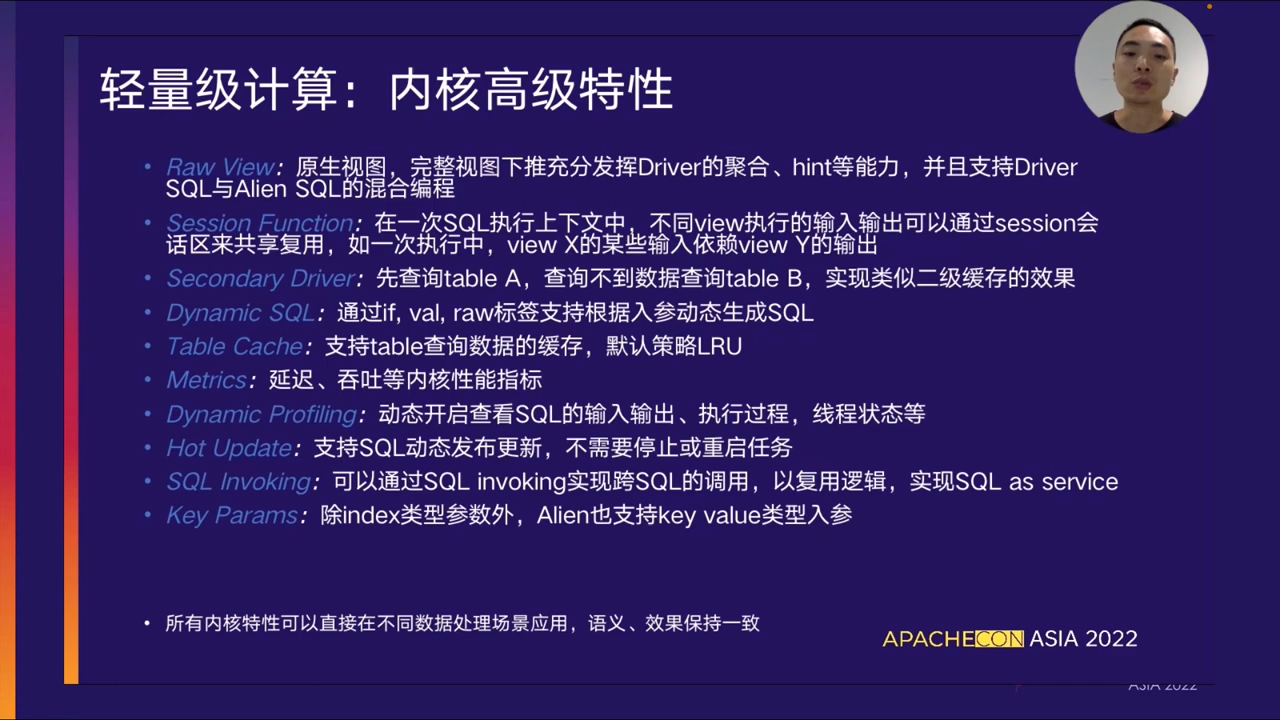 轻量级计算：内核高级特性
• Raw View：原生视图，完整视图下推充分发挥Driver的聚合、hint等能力，并且支持Driver
SQL与Alien SQL的混合编程
• Session Function：在一次SQL执行上下文中，不同view执行的输入输出可以通过session会
话区来共享复用，如一次执行中，view X的某些输入依赖view Y的输出
• Secondary Driver：先查询table A，查询不到数据查询table B，实现类似二级缓存的效果
• Dynamic SQL：通过if, val, raw标签支持根据入参动态生成SQL
• Table Cache：支持table查询数据的缓存，默认策略LRU
• Metrics：延迟、吞吐等内核性能指标
• Dynamic Profiling：动态开启查看SQL的输入输出、执行过程，线程状态等
• Hot Update：支持SQL动态发布更新，不需要停止或重启任务
• SQL Invoking：可以通过SQL invoking实现跨SQL的调用，以复用逻辑，实现SQL as service
• Key Params：除index类型参数外，Alien也支持key value类型入参
• 所有内核特性可以直接在不同数据处理场景应用，语义、效果保持一致
APACHECON ASIA 2022
ASIA 2022